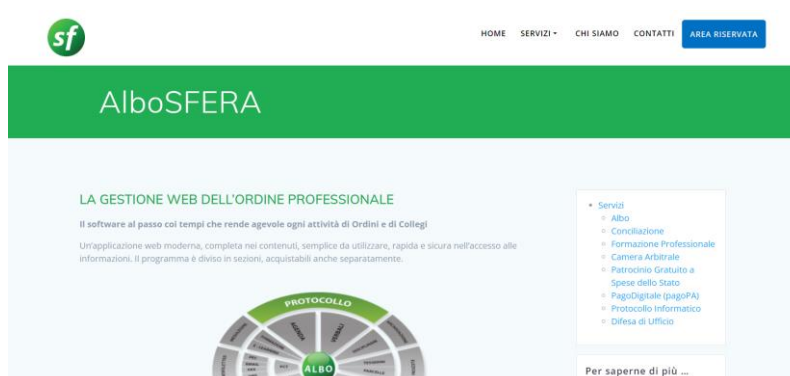 sf
HOME SERVIZI CHI SIAMO CONTATTI AREA RISERVATA
AlboSFERA
LA GESTIONE WEB DELL'ORDINE PROFESSIONALE
Il software al passo coi tempi che rende agevole ogni attività di Ordini e di Collegi
Un'applicazione web moderna, completa nei contenuti, semplice da utilizzare, rapida e sicura nell'accesso alle
informazioni. Il programma è diviso in sezioni, acquistabili anche separatamente.
PROTOCOLLO
AGENDA
VERBALI
ALBO
Servizi
Albo
Conciliazione
Formazione Professionale
Camera Arbitrale
Patrocinio Gratuito a
Spese dello Stato
PagoDigitale (pagoPA)
Protocollo Informatico
Difesa di Ufficio
Per saperne di più ...